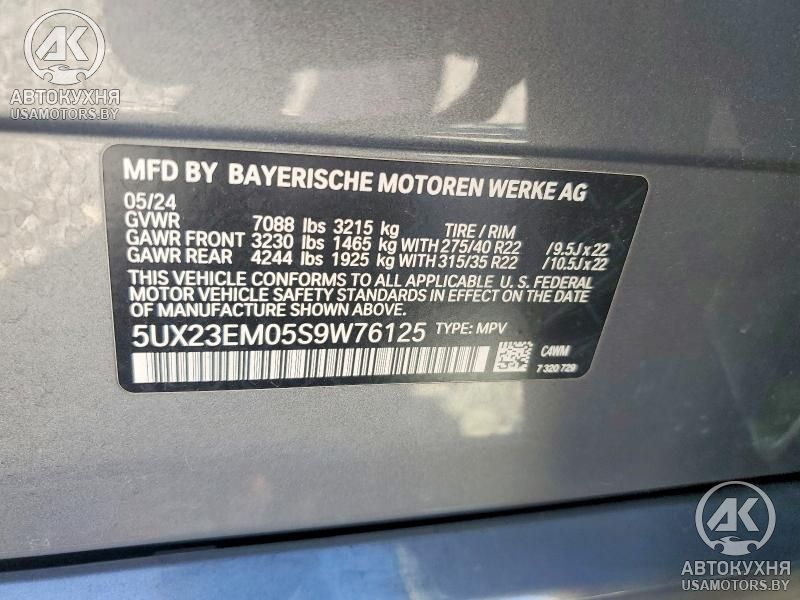 AK
АВТОКУХНЯ
USAMOTORS.BY
MFD BY BAYERISCHE MOTOREN WERKE AG
05/24
GVWR 7088 lbs 3215 kg TIRE / RIM
GAWR FRONT 3230 lbs 1465 kg WITH 275/40 R22 /9.5Jx22
GAWR REAR 4244 lbs 1925 kg WITH 315/35 R22 /10.5Jx22
THIS VEHICLE CONFORMS TO ALL APPLICABLE U. S. FEDERAL
MOTOR VEHICLE SAFETY STANDARDS IN EFFECT ON THE DATE
OF MANUFACTURE SHOWN ABOVE
5UX23EM05S9W76125 TYPE: MPV
C4WM
7 320 729
AK
АВТОКУХНЯ
USAMOTORS.BY